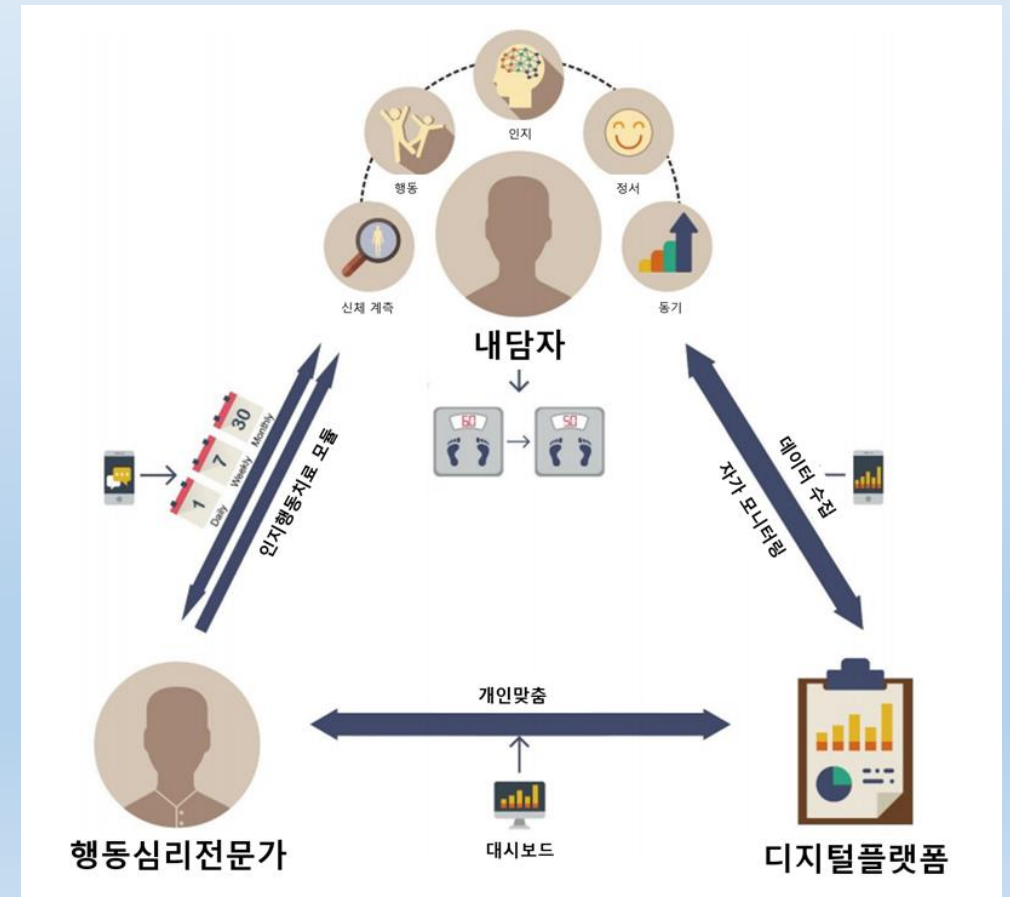 인지
행동
정서
신체 계측
동기
내담자
60
50
30
Monthly
7
Weekly
1
Daily
인지행동치료 모듈
데이터 수집
자가 모니터링
개인맞춤
대시보드
행동심리전문가
디지털플랫폼